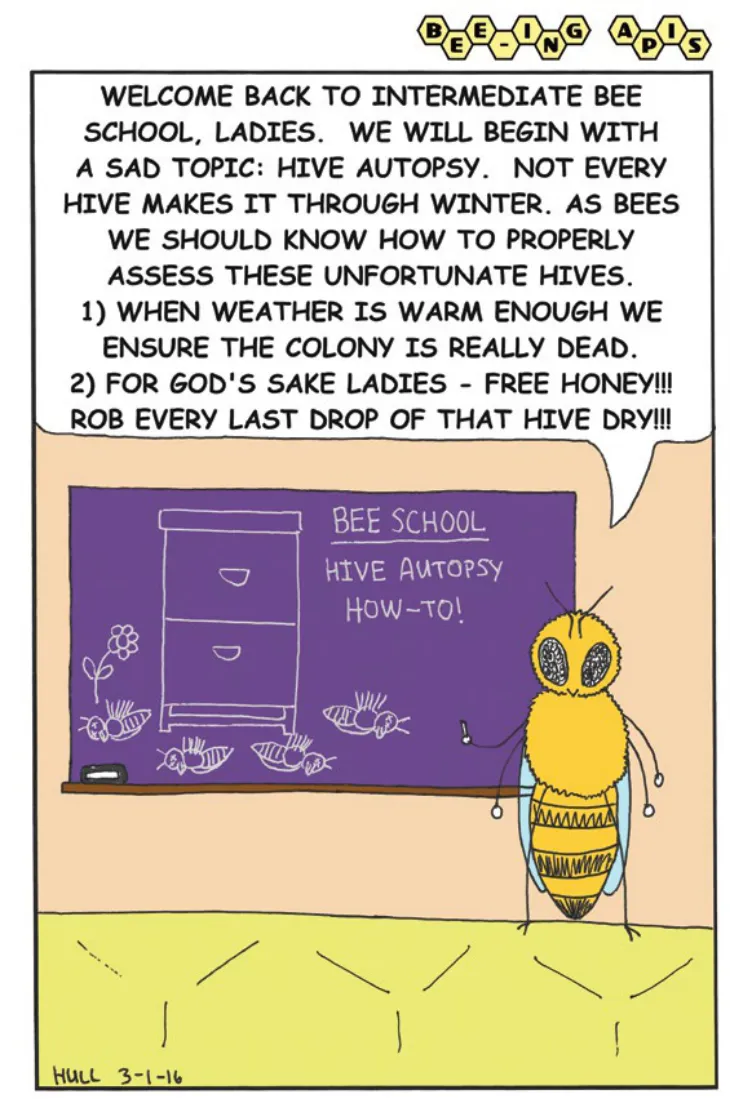 BEE-ING APIS
WELCOME BACK TO INTERMEDIATE BEE
SCHOOL, LADIES. WE WILL BEGIN WITH
A SAD TOPIC: HIVE AUTOPSY. NOT EVERY
HIVE MAKES IT THROUGH WINTER. AS BEES
WE SHOULD KNOW HOW TO PROPERLY
ASSESS THESE UNFORTUNATE HIVES.
1) WHEN WEATHER IS WARM ENOUGH WE
ENSURE THE COLONY IS REALLY DEAD.
2) FOR GOD'S SAKE LADIES - FREE HONEY!!!
ROB EVERY LAST DROP OF THAT HIVE DRY!!!
BEE SCHOOL
HIVE AUTOPSY
HOW-TO!
HULL 3-1-16